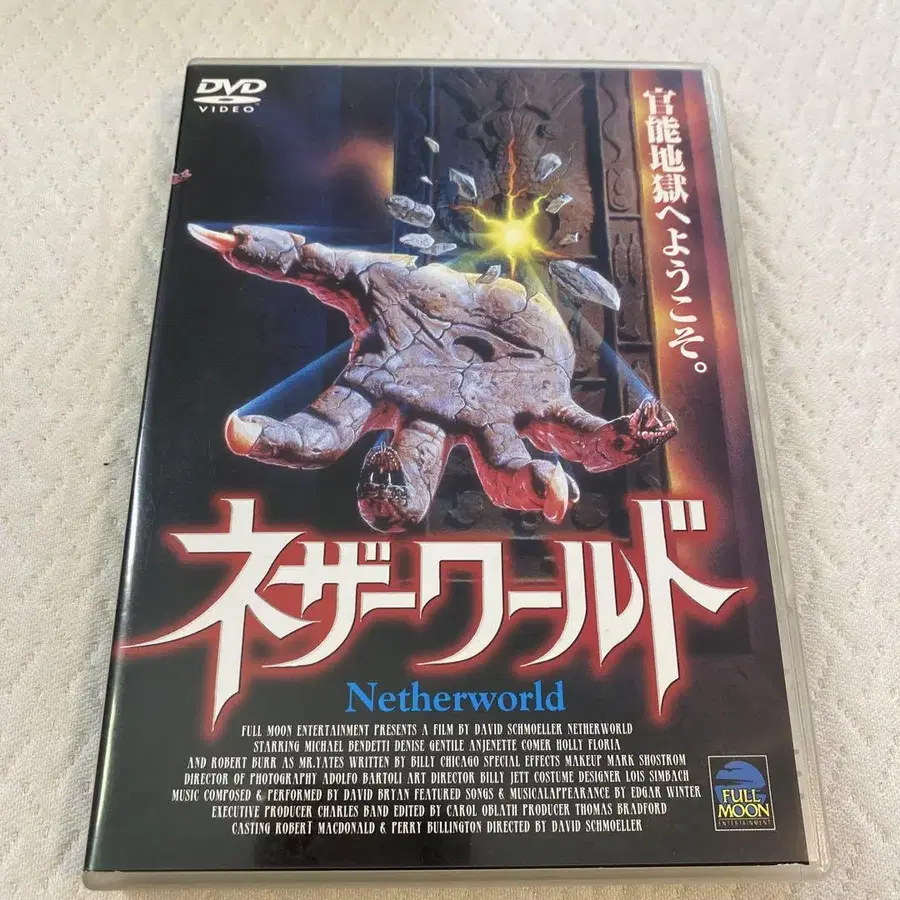 DVD
VIDEO
官能地獄へようこそ。
ネザーワールド
Netherworld
FULL MOON ENTERTAINMENT PRESENTS A FILM BY DAVID SCHMOELLER NETHERWORLD
STARRING MICHAEL BENDETTI DENISE GENTILE ANJENETTE COMER HOLLY FLORIA
AND ROBERT BURR AS MR.YATES WRITTEN BY BILLY CHICAGO SPECIAL EFFECTS MAKEUP MARK SHOSTROM
DIRECTOR OF PHOTOGRAPHY ADOLFO BARTOLI ART DIRECTOR BILLY JETT COSTUME DESIGNER LOIS SIMBACH
MUSIC COMPOSED & PERFORMED BY DAVID BRYAN FEATURED SONGS & MUSICALAPPEARANCE BY EDGAR WINTER
EXECUTIVE PRODUCER CHARLES BAND EDITED BY CAROL OBLATH PRODUCER THOMAS BRADFORD
CASTING ROBERT MACDONALD & PERRY BULLINGTON DIRECTED BY DAVID SCHMOELLER
FULL
MOON
ENTERTAINMENT